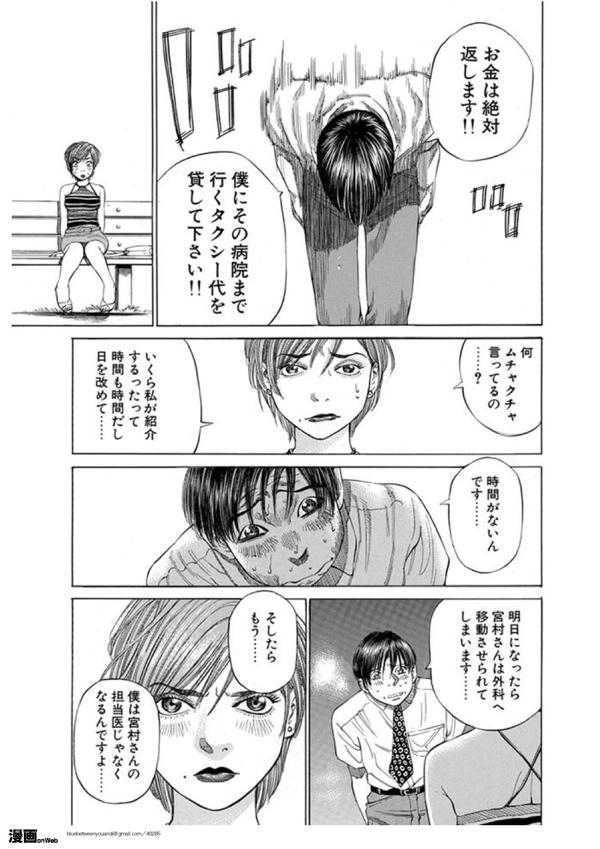 お金は絶対
返します!!
僕にその病院まで
行くタクシー代を
貸して下さい!!
何
ムチャクチャ
言ってるの
……?
いくら私が紹介
するったって
時間も時間だし
日を改めて……
時間がないん
です……
明日になったら
宮村さんは外科へ
移動させられて
しまいます……
そしたら
もう……
僕は宮村さんの
担当医じゃなく
なるんですよ…
漫画 on Web
bluebetweenyouandi@gmail.com/40285